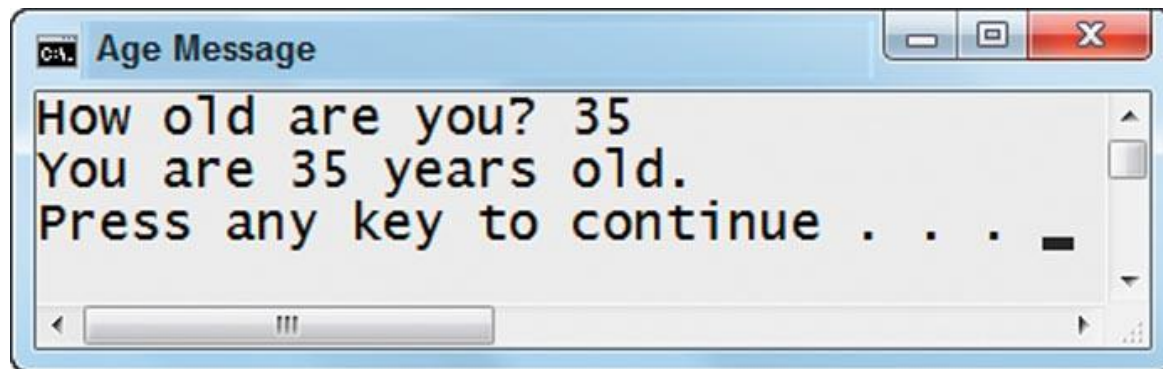 C:\.
Age Message
How old are you? 35
You are 35 years old.
Press any key to continue . . . _